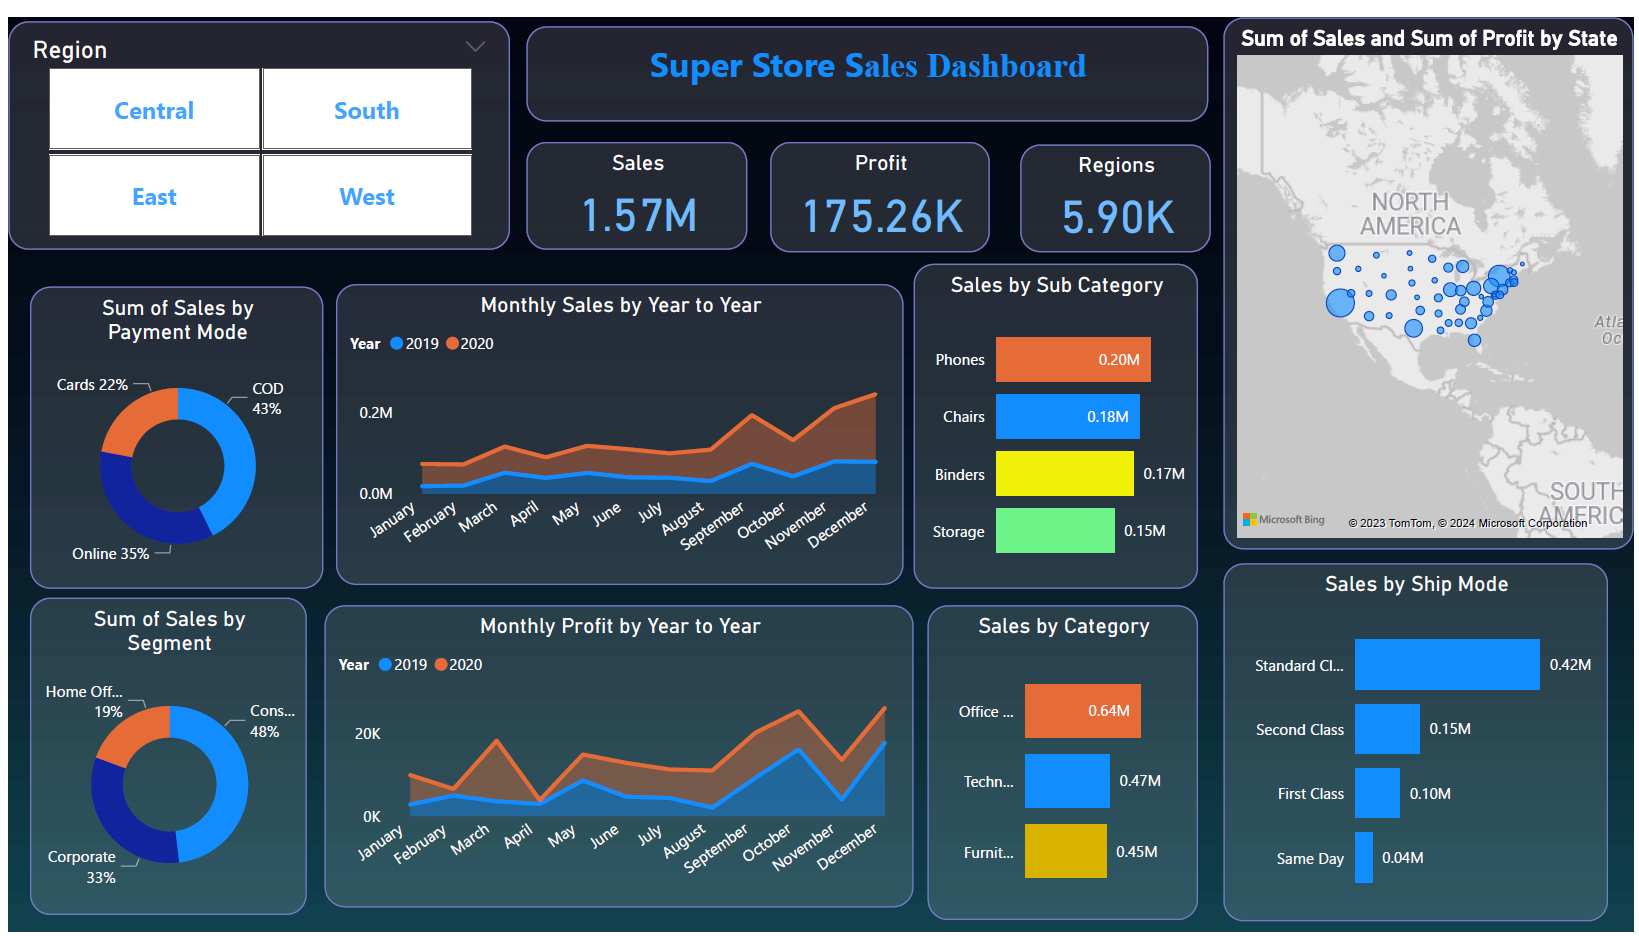 Region
Central
South
East
West
Super Store Sales Dashboard
Sales
1.57M
Profit
175.26K
Regions
5.90K
Sum of Sales and Sum of Profit by State
NORTH
AMERICA
Atla
Oc
SOUTH
AMERIC
Microsoft Bing
© 2023 TomTom, © 2024 Microsoft Corporation
Sum of Sales by
Payment Mode
Cards 22%
COD
43%
Online 35%
Monthly Sales by Year to Year
Year 2019 2020
0.2M
0.0M
January
February
March
April
May
June
July
August
September
October
November
December
Sales by Sub Category
Phones 0.20M
Chairs 0.18M
Binders 0.17M
Storage 0.15M
Sum of Sales by
Segment
Home Off...
19%
Cons...
48%
Corporate
33%
Monthly Profit by Year to Year
Year 2019 2020
20K
0K
January
February
March
April
May
June
July
August
September
October
November
December
Sales by Category
Office ... 0.64M
Techn... 0.47M
Furnit... 0.45M
Sales by Ship Mode
Standard Cl... 0.42M
Second Class 0.15M
First Class 0.10M
Same Day 0.04M